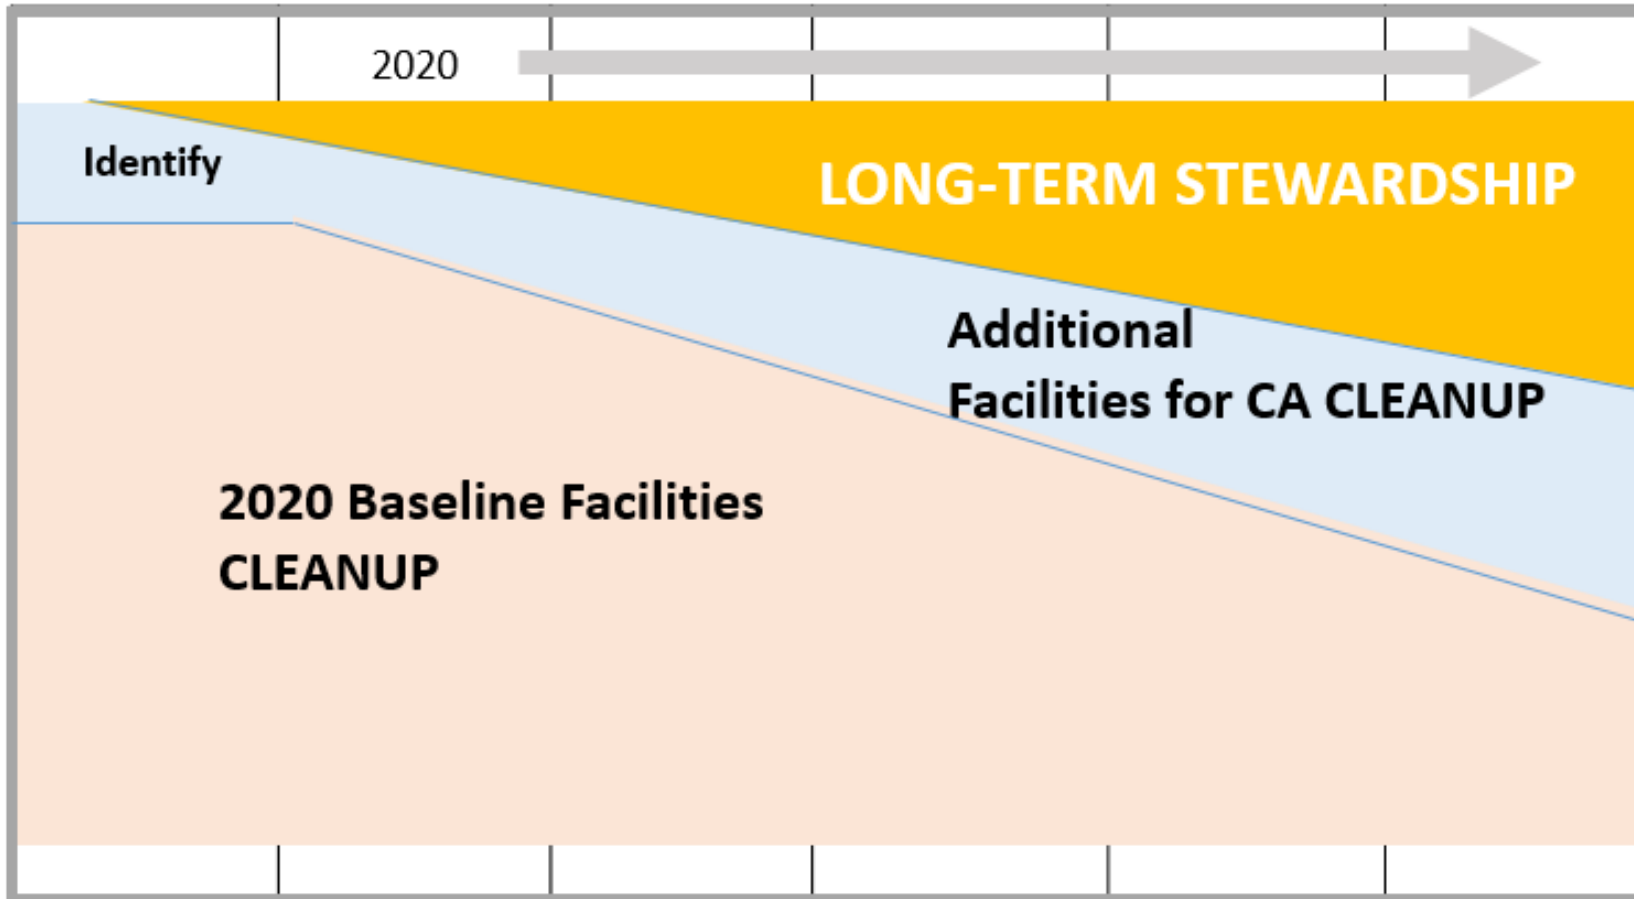 2020
Identify
LONG-TERM STEWARDSHIP
Additional
Facilities for CA CLEANUP
2020 Baseline Facilities
CLEANUP